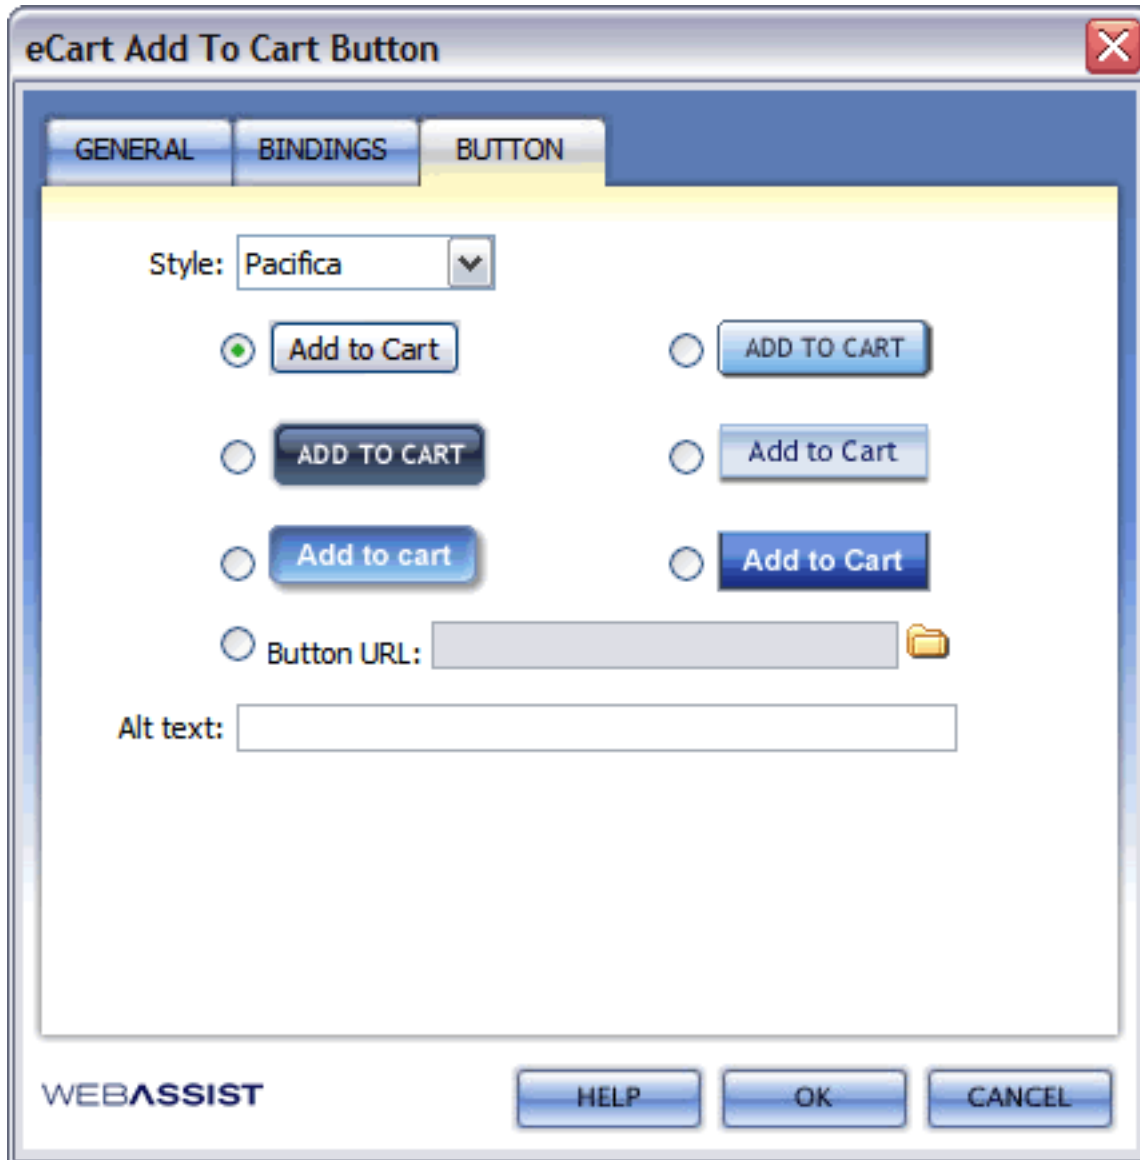 eCart Add To Cart Button
GENERAL BINDINGS BUTTON
Style: Pacifica
Add to Cart ADD TO CART
ADD TO CART Add to Cart
Add to cart Add to Cart
Button URL:
Alt text:
WEBASSIST HELP OK CANCEL